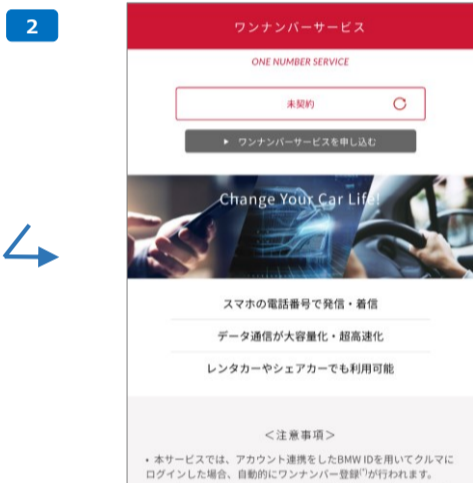 2
ワンナンバーサービス
ONE NUMBER SERVICE
未契約
▶ ワンナンバーサービスを申し込む
Change Your Car Life!
スマホの電話番号で発信・着信
データ通信が大容量化・超高速化
レンタカーやシェアカーでも利用可能
＜注意事項＞
• 本サービスでは、アカウント連携をしたBMW IDを用いてクルマに
ログインした場合、自動的にワンナンバー登録(*)が行われます。